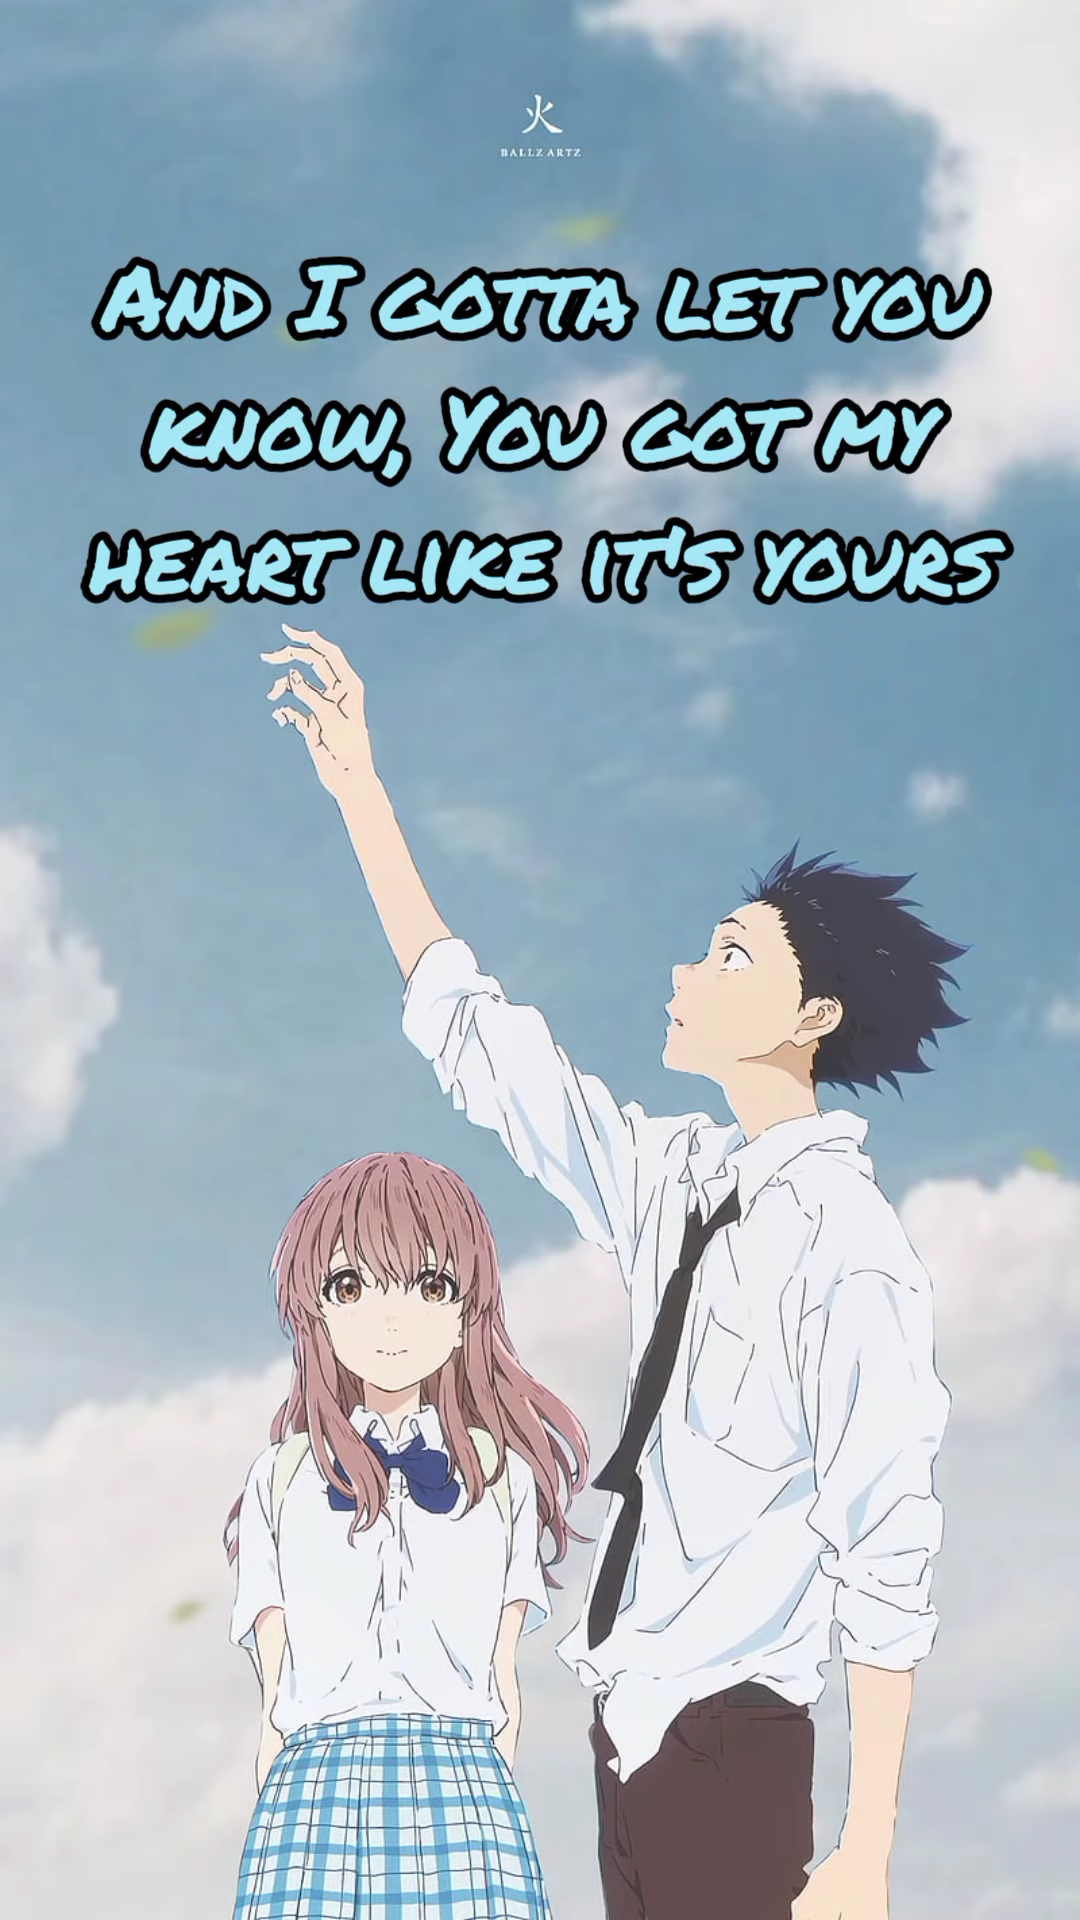 火
BALLZ ARTZ
AND I GOTTA LET YOU
KNOW, YOU GOT MY
HEART LIKE IT'S YOURS